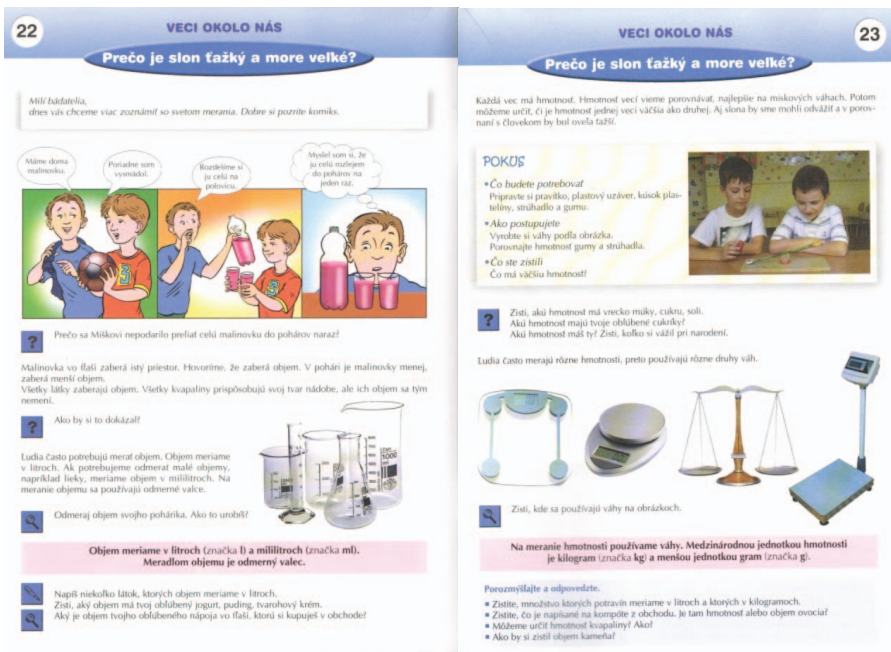 22
VECI OKOLO NÁS
Prečo je slon ťažký a more veľké?
Milí bádatelia,
dnes vás chceme viac zoznámiť so svetom merania. Dobre si pozrite komiks.
Máme doma
malinovku.
Poriadne som
vysmädol.
Rozdelíme si
ju celú na
polovicu.
Myslel som si, že
ju celú rozlejem
do pohárov na
jeden raz.
? Prečo sa Miškovi nepodarilo preliať celú malinovku do pohárov naraz?
Malinovka vo fľaši zaberá istý priestor. Hovoríme, že zaberá objem. V pohári je malinovky menej,
zaberá menší objem.
Všetky látky zaberajú objem. Všetky kvapaliny prispôsobujú svoj tvar nádobe, ale ich objem sa tým
nemení.
? Ako by si to dokázal?
Ľudia často potrebujú merať objem. Objem meriame
v litroch. Ak potrebujeme odmerať malé objemy,
napríklad lieky, meriame objem v mililitroch. Na
meranie objemu sa používajú odmerné valce.
1000
Odmeraj objem svojho pohárika. Ako to urobíš?
Objem meriame v litroch (značka l) a mililitroch (značka ml).
Meradlom objemu je odmerný valec.
Napíš niekoľko látok, ktorých objem meriame v litroch.
Zisti, aký objem má tvoj obľúbený jogurt, puding, tvarohový krém.
Aký je objem tvojho obľúbeného nápoja vo fľaši, ktorú si kupuješ v obchode?
VECI OKOLO NÁS
23
Prečo je slon ťažký a more veľké?
Každá vec má hmotnosť. Hmotnosť vecí vieme porovnávať, najlepšie na miskových váhach. Potom
môžeme určiť, či je hmotnosť jednej veci väčšia ako druhej. Aj slona by sme mohli odvážiť a v porov-
naní s človekom by bol oveľa ťažší.
POKUS
• Čo budete potrebovať
Pripravte si pravítko, plastový uzáver, kúsok plas-
telíny, strúhadlo a gumu.
• Ako postupujete
Vyrobte si váhy podľa obrázka.
Porovnajte hmotnosť gumy a strúhadla.
• Čo ste zistili
Čo má väčšiu hmotnosť?
? Zisti, akú hmotnosť má vrecko múky, cukru, soli.
Akú hmotnosť majú tvoje obľúbené cukríky?
Akú hmotnosť máš ty? Zisti, koľko si vážil pri narodení.
Ľudia často merajú rôzne hmotnosti, preto používajú rôzne druhy váh.
Zisti, kde sa používajú váhy na obrázkoch.
Na meranie hmotnosti používame váhy. Medzinárodnou jednotkou hmotnosti
je kilogram (značka kg) a menšou jednotkou gram (značka g).
Porozmýšľajte a odpovedzte.
▪ Zistite, množstvo ktorých potravín meriame v litroch a ktorých v kilogramoch.
▪ Zistite, čo je napísané na kompóte z obchodu. Je tam hmotnosť alebo objem ovocia?
▪ Môžeme určiť hmotnosť kvapaliny? Ako?
▪ Ako by si zistil objem kameňa?